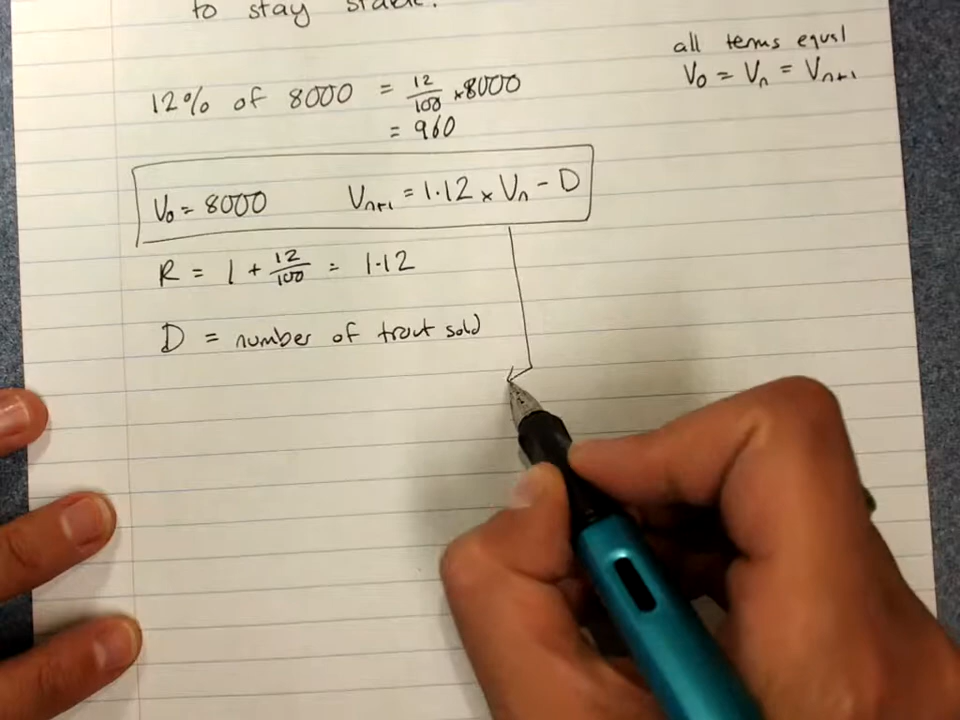 to stay stable.
all terms equal
V₀ = Vₙ = Vₙ₊₁
12% of 8000 = 12/100 × 8000
= 960
V₀ = 8000 Vₙ₊₁ = 1.12 × Vₙ - D
R = 1 + 12/100 = 1.12
D = number of trout sold